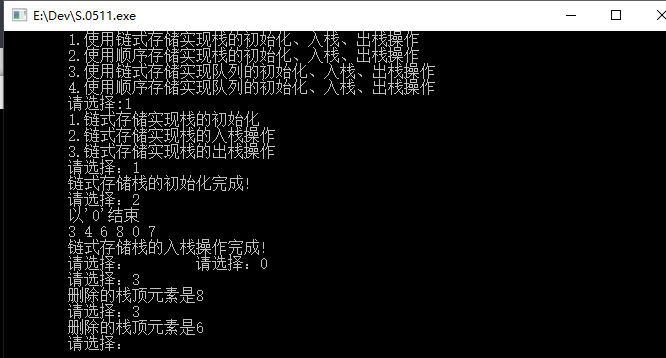 E:\Dev\S.0511.exe
1.使用链式存储实现栈的初始化、入栈、出栈操作
2.使用顺序存储实现栈的初始化、入栈、出栈操作
3.使用链式存储实现队列的初始化、入栈、出栈操作
4.使用顺序存储实现队列的初始化、入栈、出栈操作
请选择:1
1.链式存储实现栈的初始化
2.链式存储实现栈的入栈操作
3.链式存储实现栈的出栈操作
请选择：1
链式存储栈的初始化完成!
请选择：2
以'0'结束
3 4 6 8 0 7
链式存储栈的入栈操作完成!
请选择：        请选择：0
请选择：3
删除的栈顶元素是8
请选择：3
删除的栈顶元素是6
请选择：